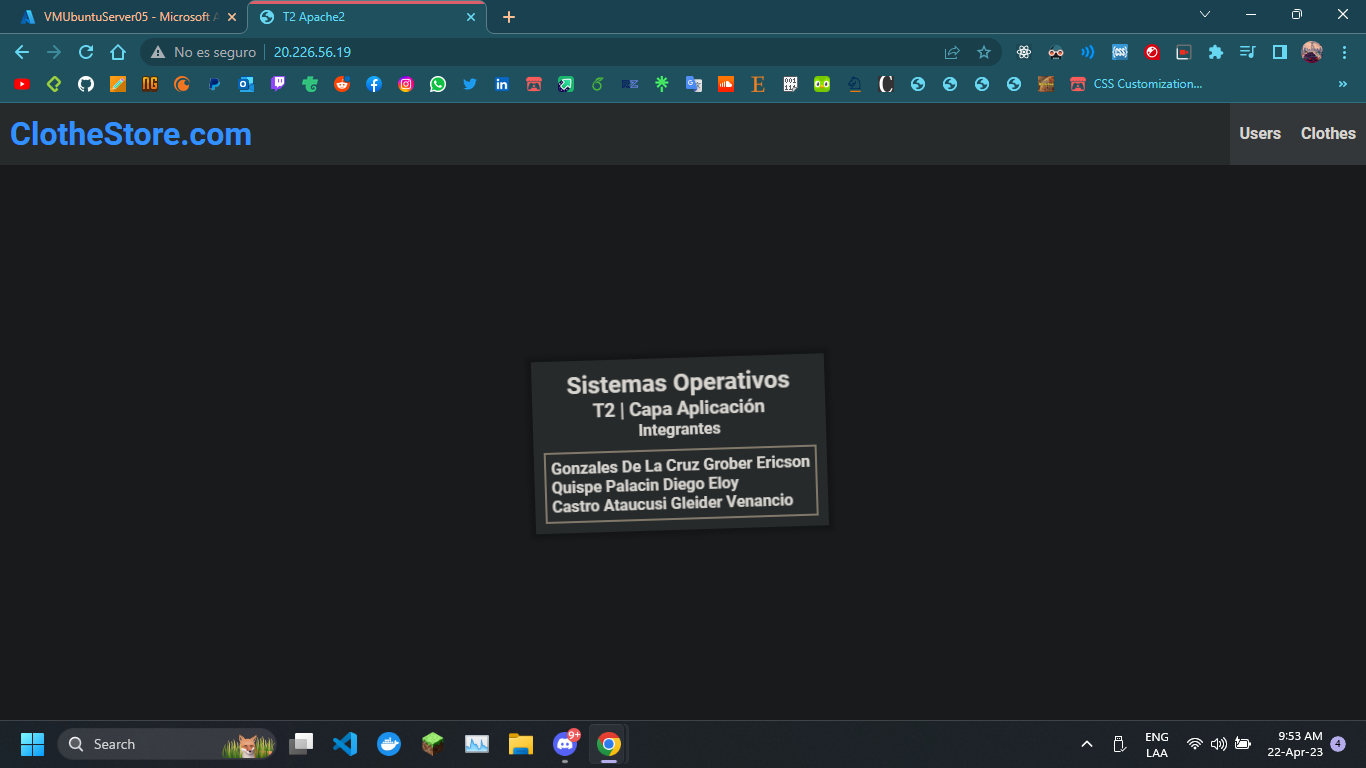 VMUbuntuServer05 - Microsoft A
T2 Apache2
No es seguro
20.226.56.19
CSS Customization...
ClotheStore.com
Users
Clothes
Sistemas Operativos
T2 | Capa Aplicación
Integrantes
Gonzales De La Cruz Grober Ericson
Quispe Palacin Diego Eloy
Castro Ataucusi Gleider Venancio
Search
9+
ENG
LAA
9:53 AM
22-Apr-23
4